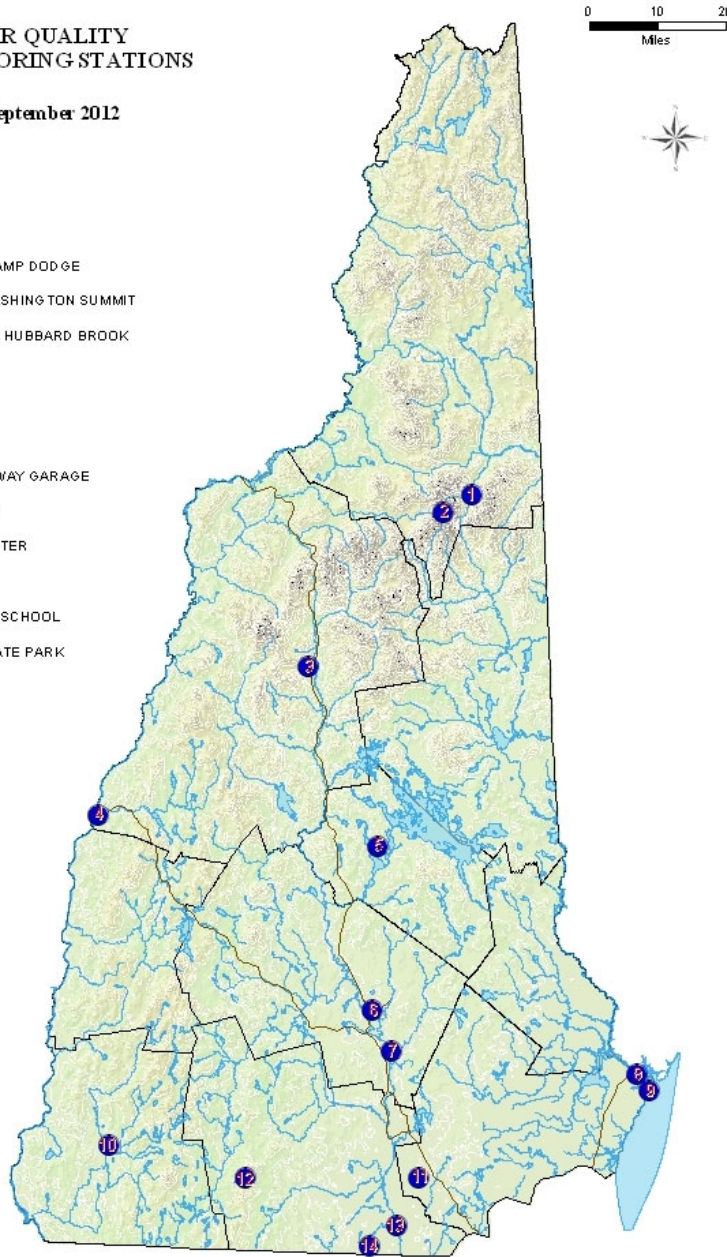 R QUALITY
ORING STATIONS
eptember 2012
0 10 20
Miles
N
AMP DODGE
SHINGTON SUMMIT
HUBBARD BROOK
WAY GARAGE
TER
SCHOOL
ATE PARK
1
2
3
4
5
6
7
8
9
10
11
12
13
14